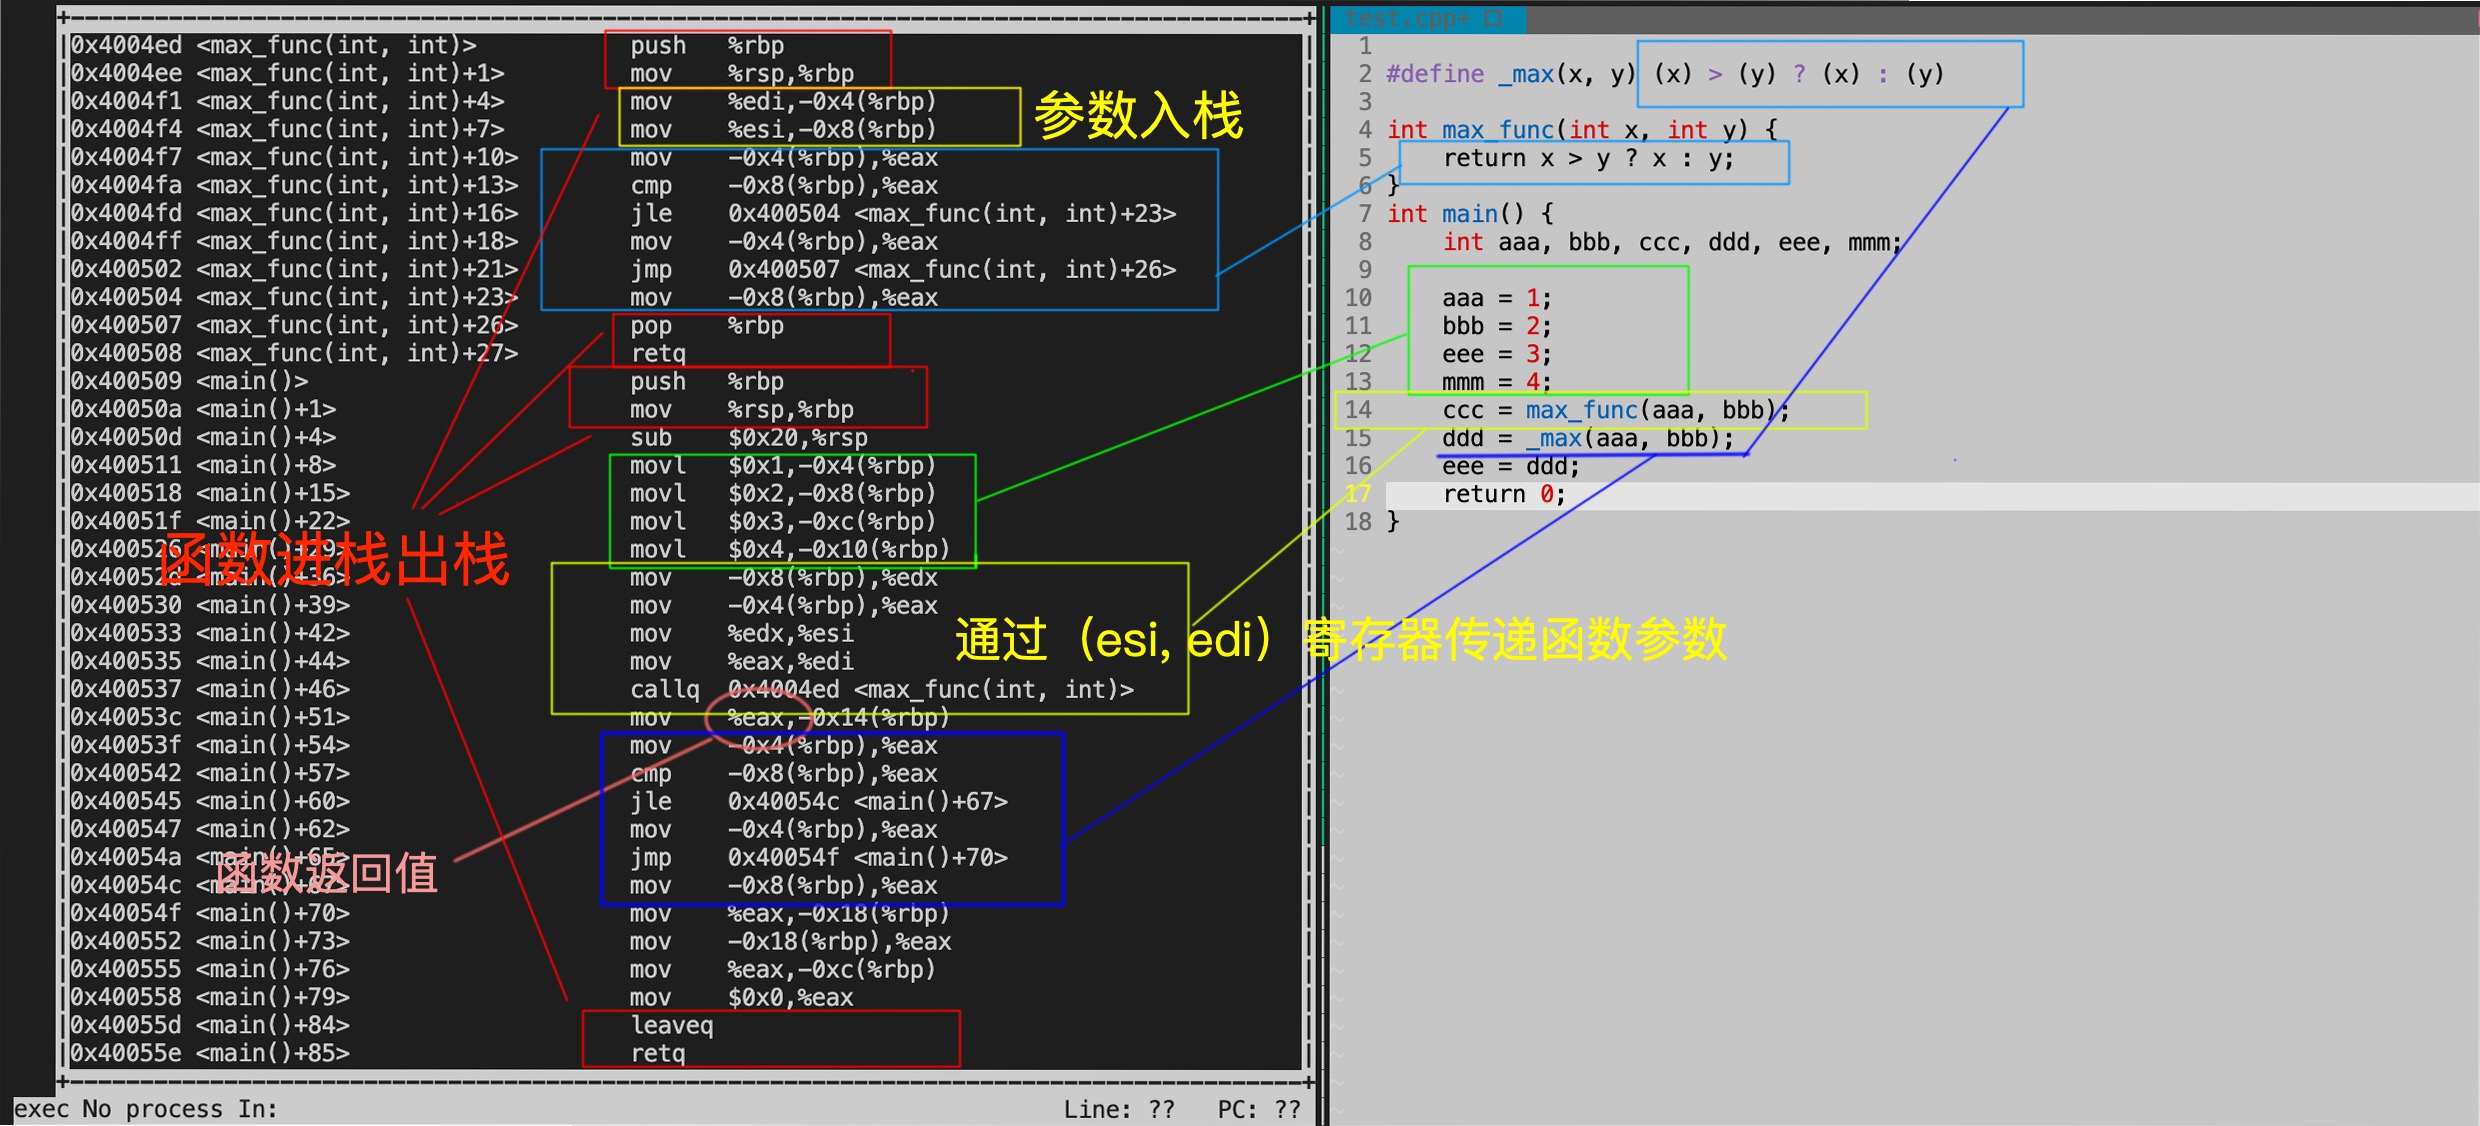 0x4004ed <max_func(int, int)> push %rbp
0x4004ee <max_func(int, int)+1> mov %rsp,%rbp
0x4004f1 <max_func(int, int)+4> mov %edi,-0x4(%rbp)
0x4004f4 <max_func(int, int)+7> mov %esi,-0x8(%rbp)
参数入栈
0x4004f7 <max_func(int, int)+10> mov -0x4(%rbp),%eax
0x4004fa <max_func(int, int)+13> cmp -0x8(%rbp),%eax
0x4004fd <max_func(int, int)+16> jle 0x400504 <max_func(int, int)+23>
0x4004ff <max_func(int, int)+18> mov -0x4(%rbp),%eax
0x400502 <max_func(int, int)+21> jmp 0x400507 <max_func(int, int)+26>
0x400504 <max_func(int, int)+23> mov -0x8(%rbp),%eax
0x400507 <max_func(int, int)+26> pop %rbp
0x400508 <max_func(int, int)+27> retq
0x400509 <main()> push %rbp
0x40050a <main()+1> mov %rsp,%rbp
0x40050d <main()+4> sub $0x20,%rsp
0x400511 <main()+8> movl $0x1,-0x4(%rbp)
0x400518 <main()+15> movl $0x2,-0x8(%rbp)
0x40051f <main()+22> movl $0x3,-0xc(%rbp)
0x400526 <main()+29> movl $0x4,-0x10(%rbp)
函数进栈出栈
0x40052d <main()+36> mov -0x8(%rbp),%edx
0x400530 <main()+39> mov -0x4(%rbp),%eax
0x400533 <main()+42> mov %edx,%esi
通过（esi, edi）寄存器传递函数参数
0x400535 <main()+44> mov %eax,%edi
0x400537 <main()+46> callq 0x4004ed <max_func(int, int)>
0x40053c <main()+51> mov %eax,-0x14(%rbp)
0x40053f <main()+54> mov -0x4(%rbp),%eax
0x400542 <main()+57> cmp -0x8(%rbp),%eax
0x400545 <main()+60> jle 0x40054c <main()+67>
0x400547 <main()+62> mov -0x4(%rbp),%eax
0x40054a <main()+65> jmp 0x40054f <main()+70>
函数返回值
0x40054c <main()+67> mov -0x8(%rbp),%eax
0x40054f <main()+70> mov %eax,-0x18(%rbp)
0x400552 <main()+73> mov -0x18(%rbp),%eax
0x400555 <main()+76> mov %eax,-0xc(%rbp)
0x400558 <main()+79> mov $0x0,%eax
0x40055d <main()+84> leaveq
0x40055e <main()+85> retq
exec No process In: Line: ?? PC: ??
test.cpp+
1
2 #define _max(x, y) (x) > (y) ? (x) : (y)
3
4 int max_func(int x, int y) {
5 return x > y ? x : y;
6 }
7 int main() {
8 int aaa, bbb, ccc, ddd, eee, mmm;
9
10 aaa = 1;
11 bbb = 2;
12 eee = 3;
13 mmm = 4;
14 ccc = max_func(aaa, bbb);
15 ddd = _max(aaa, bbb);
16 eee = ddd;
17 return 0;
18 }